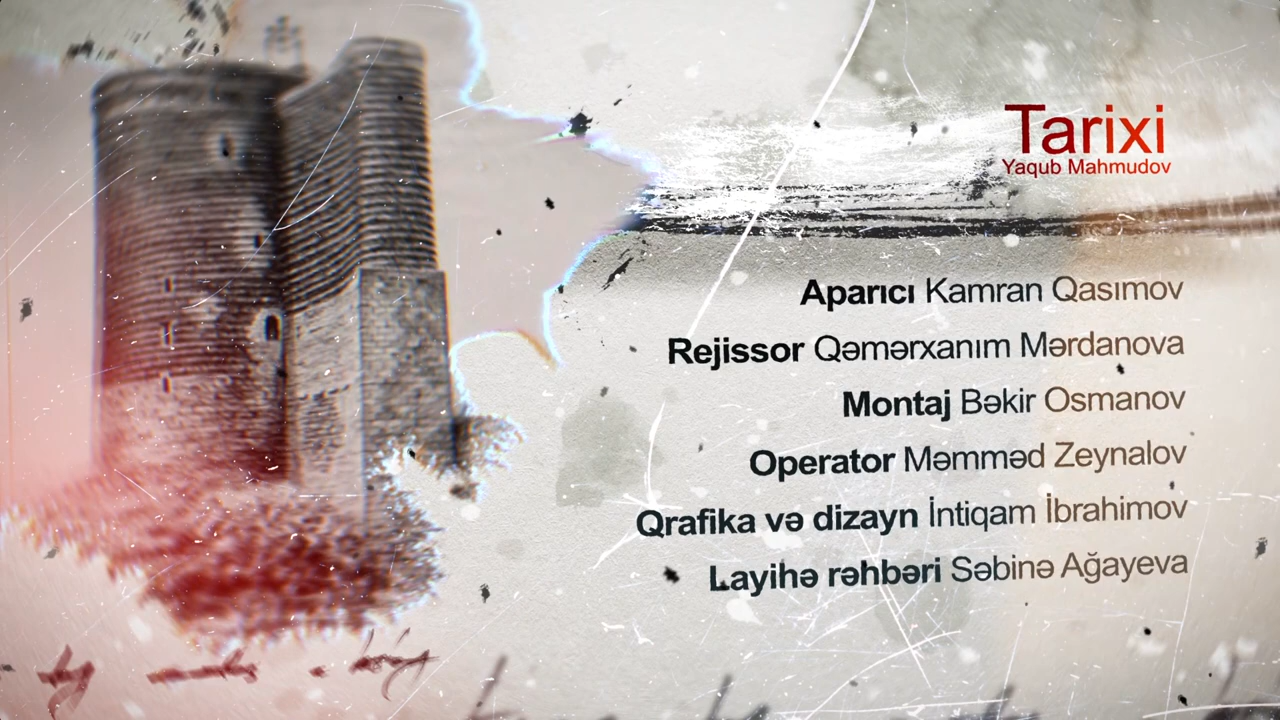 Tarixi
Yaqub Mahmudov
Aparıcı Kamran Qasımov
Rejissor Qəmərxanım Mərdanova
Montaj Bəkir Osmanov
Operator Məmməd Zeynalov
Qrafika və dizayn İntiqam İbrahimov
Layihə rəhbəri Səbinə Ağayeva